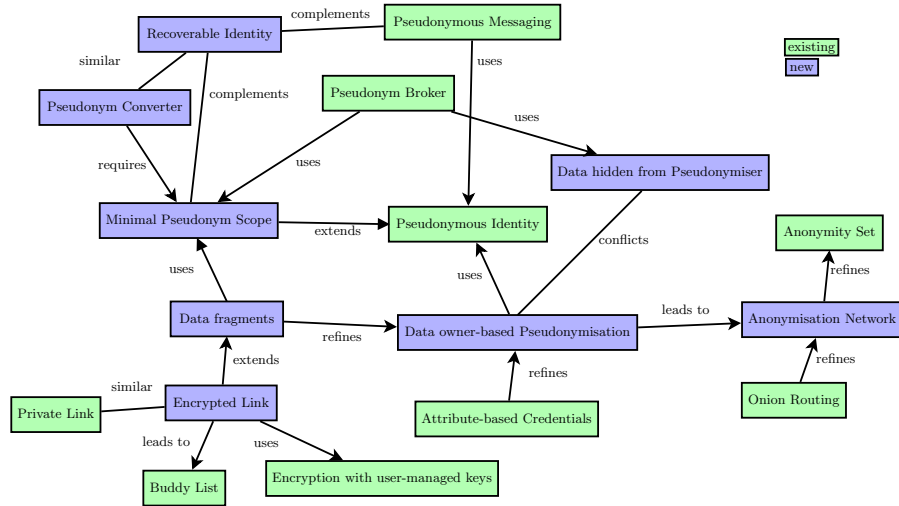 complements
Pseudonymous Messaging
Recoverable Identity
existing
similar
uses
new
Pseudonym Broker
complements
Pseudonym Converter
uses
requires
uses
Data hidden from Pseudonymiser
Minimal Pseudonym Scope
extends
Pseudonymous Identity
Anonymity Set
conflicts
uses
uses
refines
Data fragments
refines
Data owner-based Pseudonymisation
leads to
Anonymisation Network
extends
refines
refines
similar
Private Link
Encrypted Link
Attribute-based Credentials
Onion Routing
leads to
uses
Buddy List
Encryption with user-managed keys